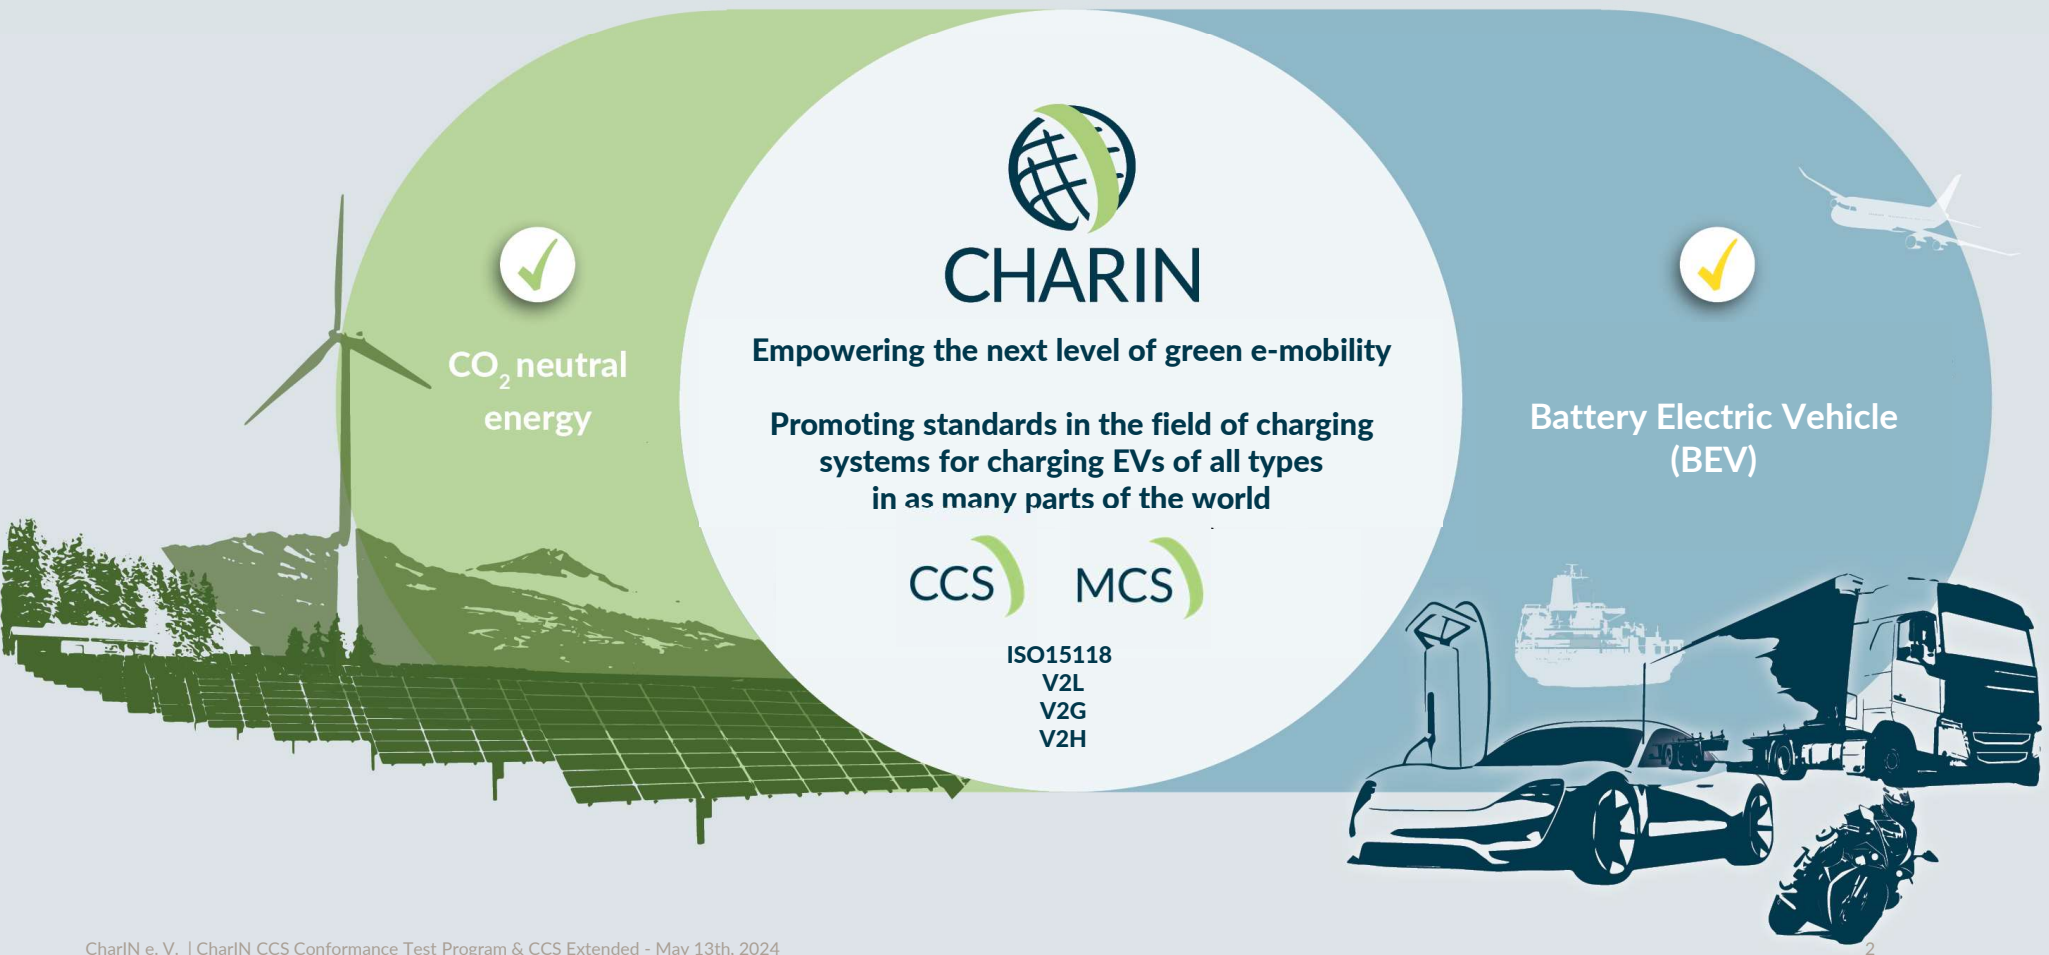 CHARIN
Empowering the next level of green e-mobility
CO2 neutral
energy
Promoting standards in the field of charging
systems for charging EVs of all types
in as many parts of the world
Battery Electric Vehicle
(BEV)
CCS
MCS
ISO15118
V2L
V2G
V2H
CharIN e. V. | CharIN CCS Conformance Test Program & CCS Extended - May 13th, 2024
2